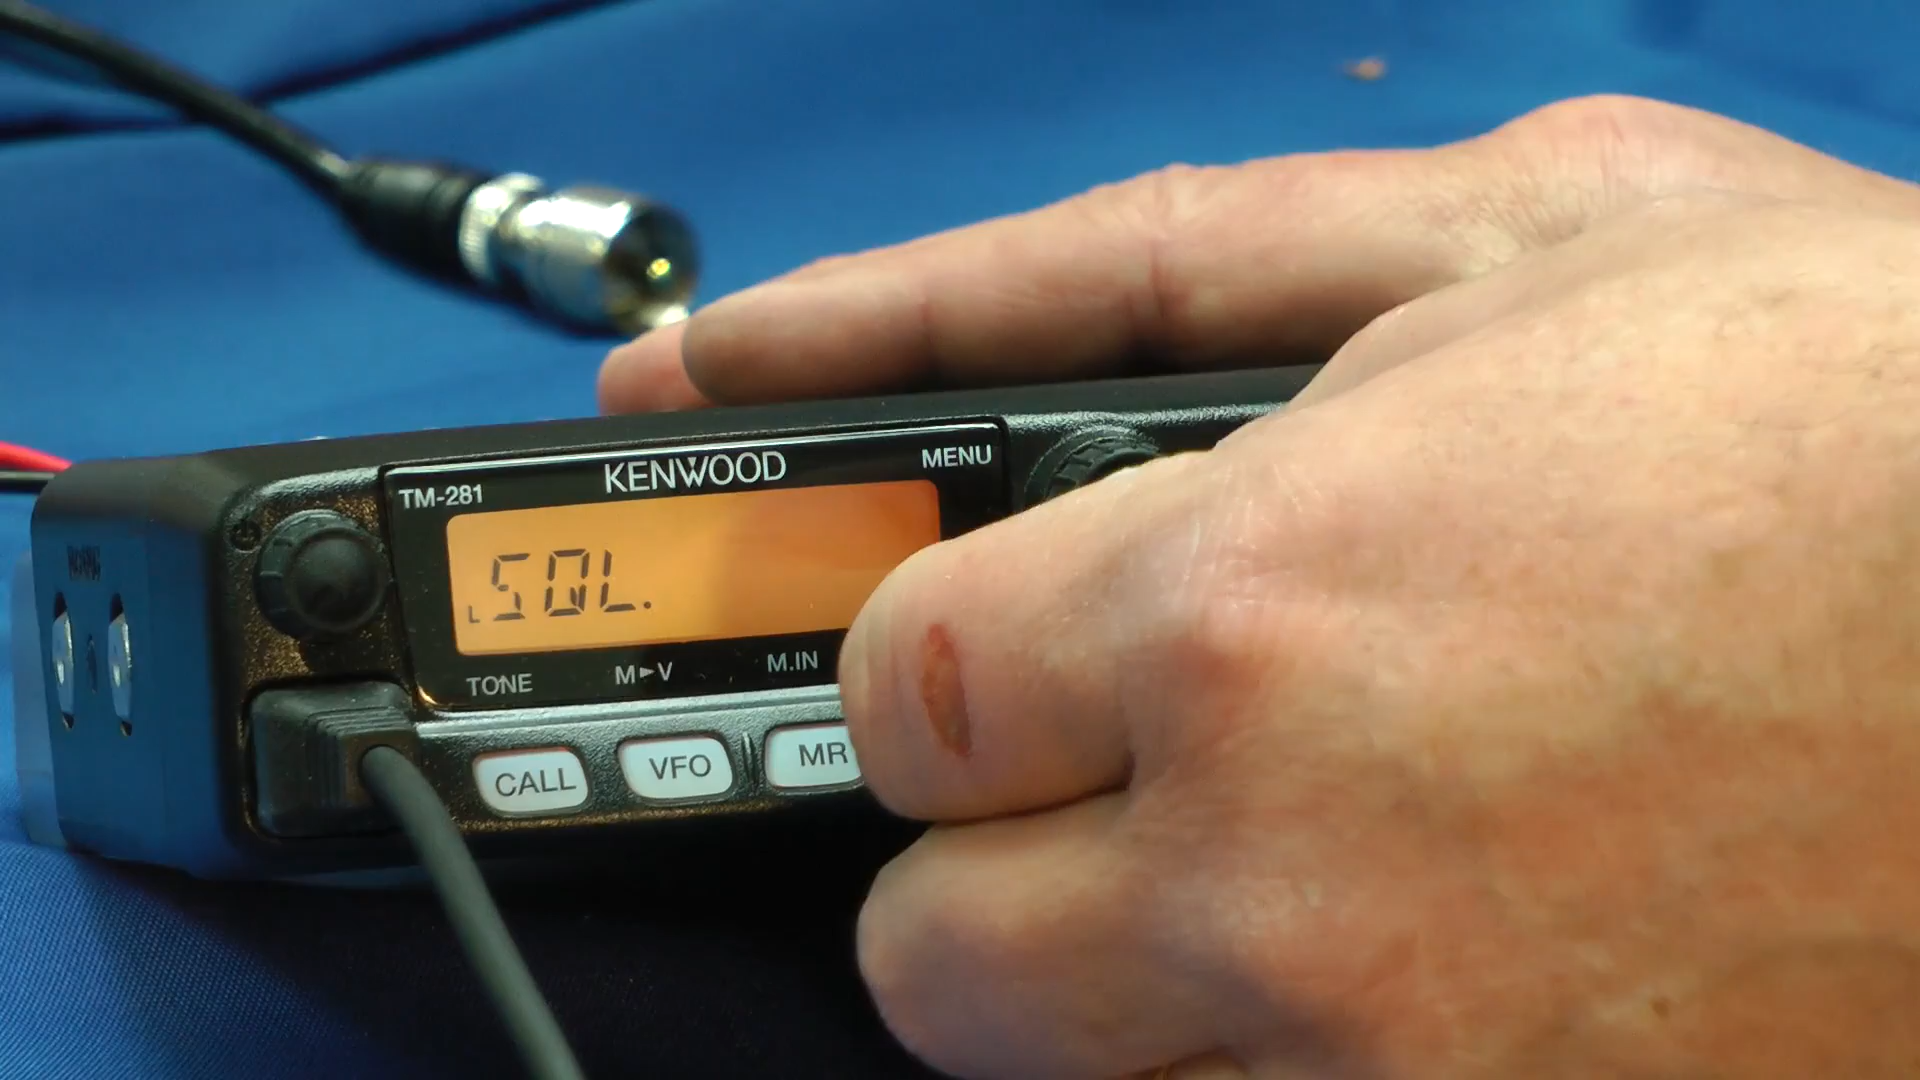 KENWOOD
MENU
TM-281
L SQL.
TONE M►V M.IN
CALL VFO MR